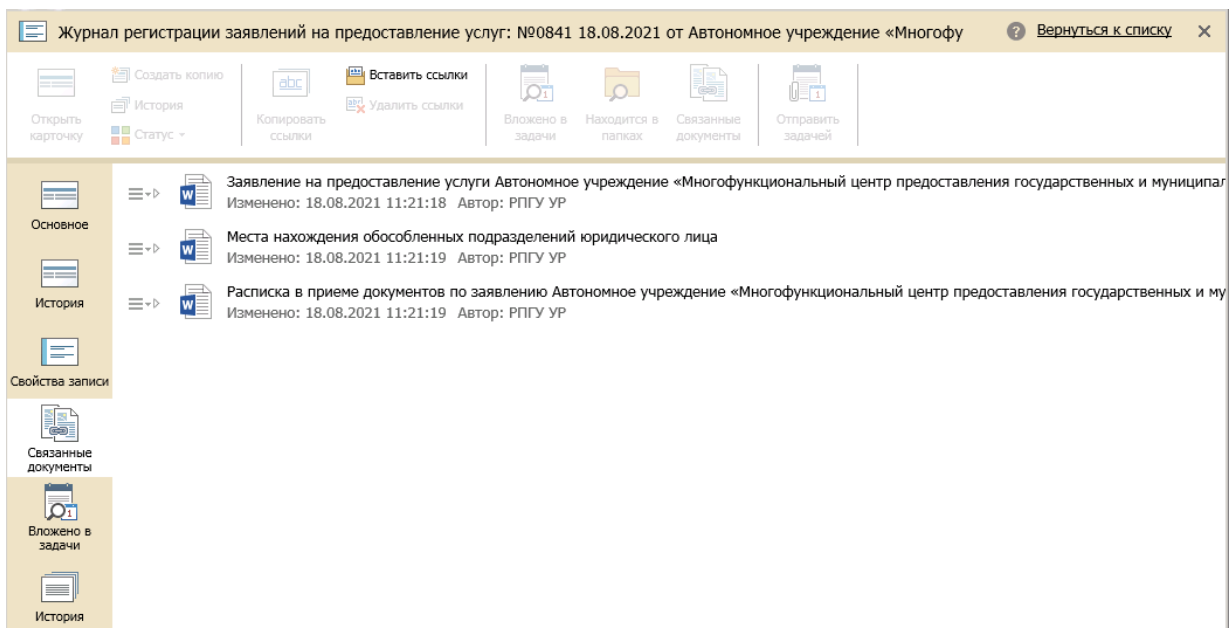 Журнал регистрации заявлений на предоставление услуг: №0841 18.08.2021 от Автономное учреждение «Многофу
? Вернуться к списку
Открыть
карточку
Создать копию
История
Статус
abc
Копировать
ссылки
Вставить ссылки
Удалить ссылки
Вложено в
задачи
Находится в
папках
Связанные
документы
Отправить
задачей
Основное
История
Свойства записи
Связанные
документы
Вложено в
задачи
История
Заявление на предоставление услуги Автономное учреждение «Многофункциональный центр предоставления государственных и муниципал
Изменено: 18.08.2021 11:21:18 Автор: РПГУ УР
Места нахождения обособленных подразделений юридического лица
Изменено: 18.08.2021 11:21:19 Автор: РПГУ УР
Расписка в приеме документов по заявлению Автономное учреждение «Многофункциональный центр предоставления государственных и му
Изменено: 18.08.2021 11:21:19 Автор: РПГУ УР